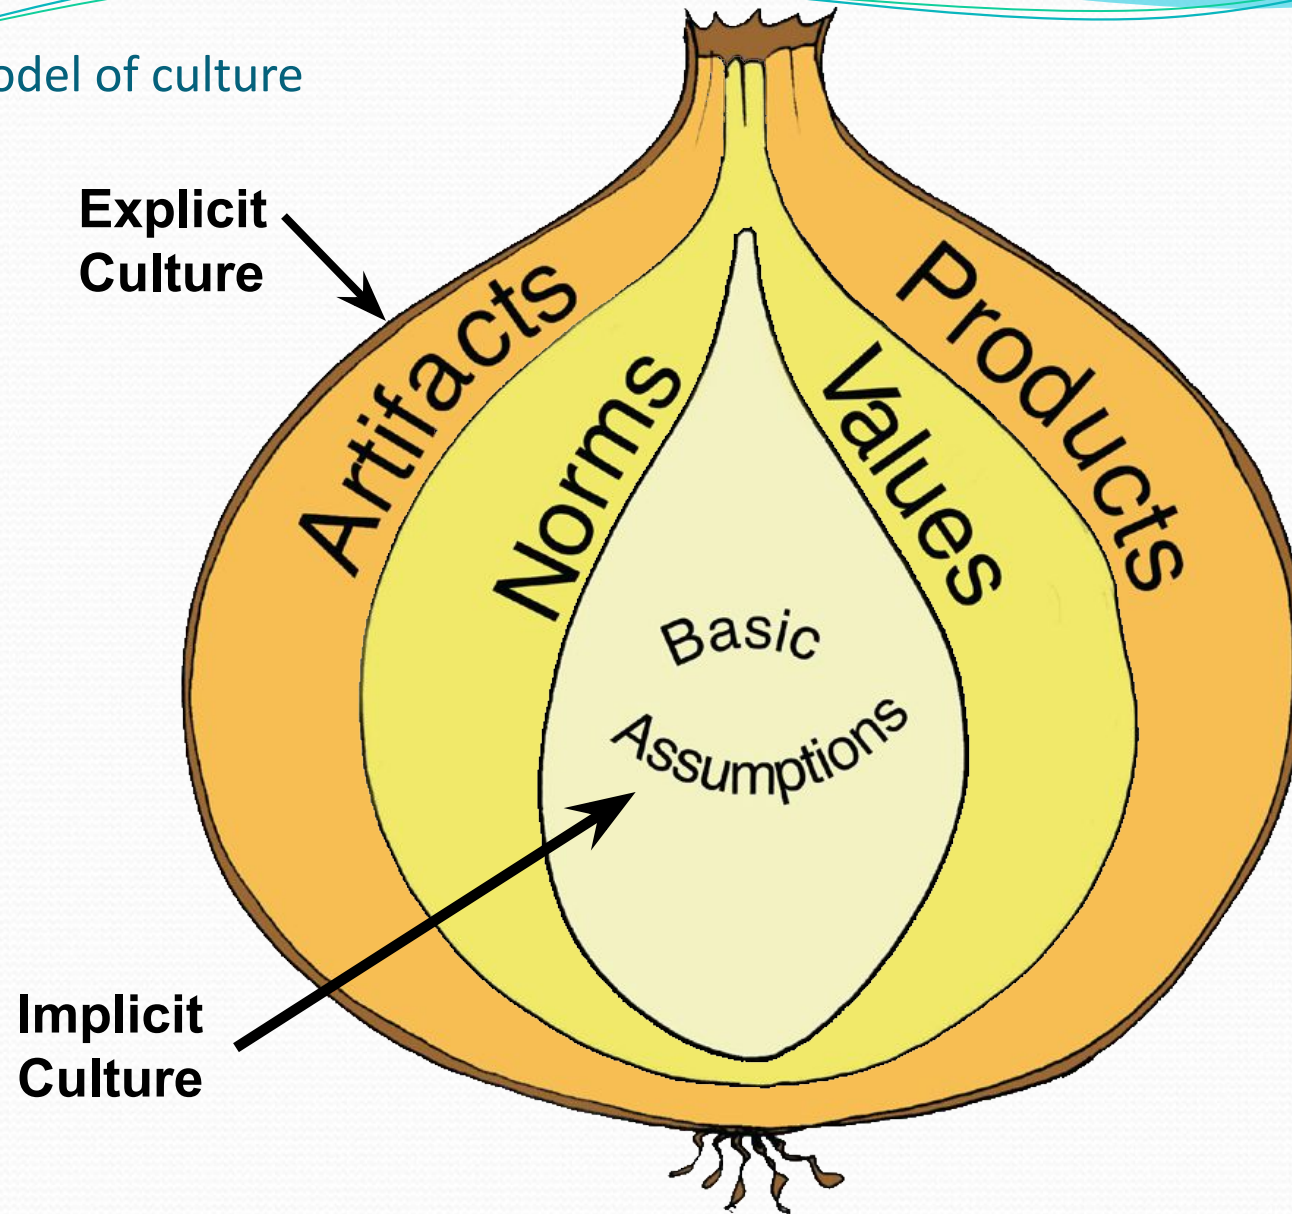 odel of culture
Explicit
Culture
Artifacts
Products
Norms
Values
Basic
Assumptions
Implicit
Culture